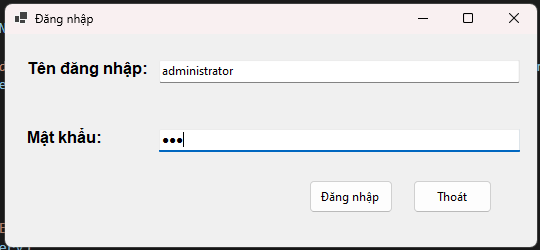 Đăng nhập
Tên đăng nhập: administrator
Mật khẩu: ●●●
Đăng nhập Thoát